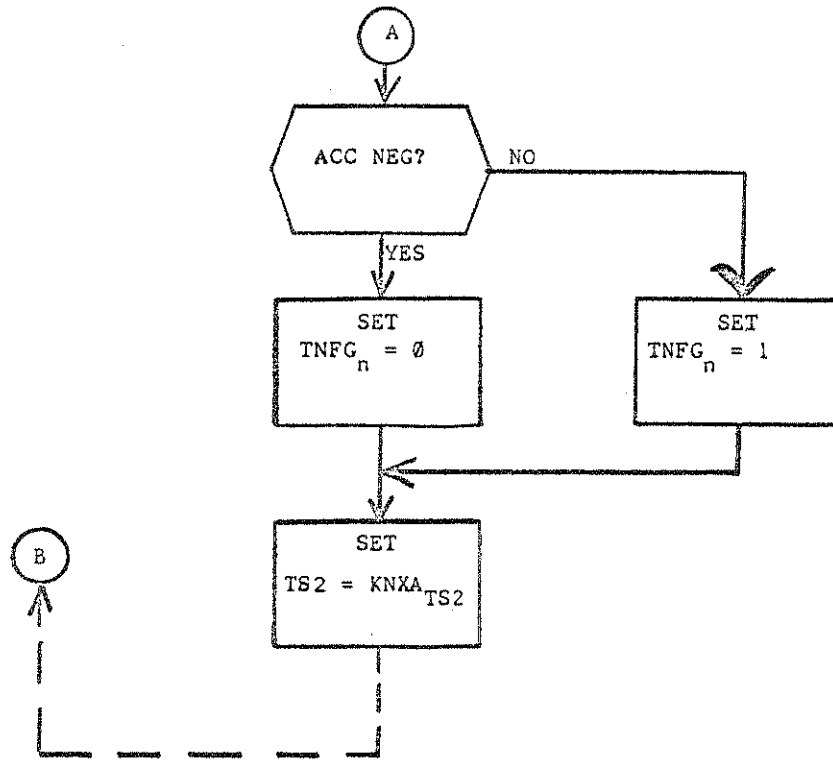 A
ACC NEG?
NO
YES
SET
TNFGn = Ø
SET
TNFGn = 1
SET
TS2 = KNXATS2
B